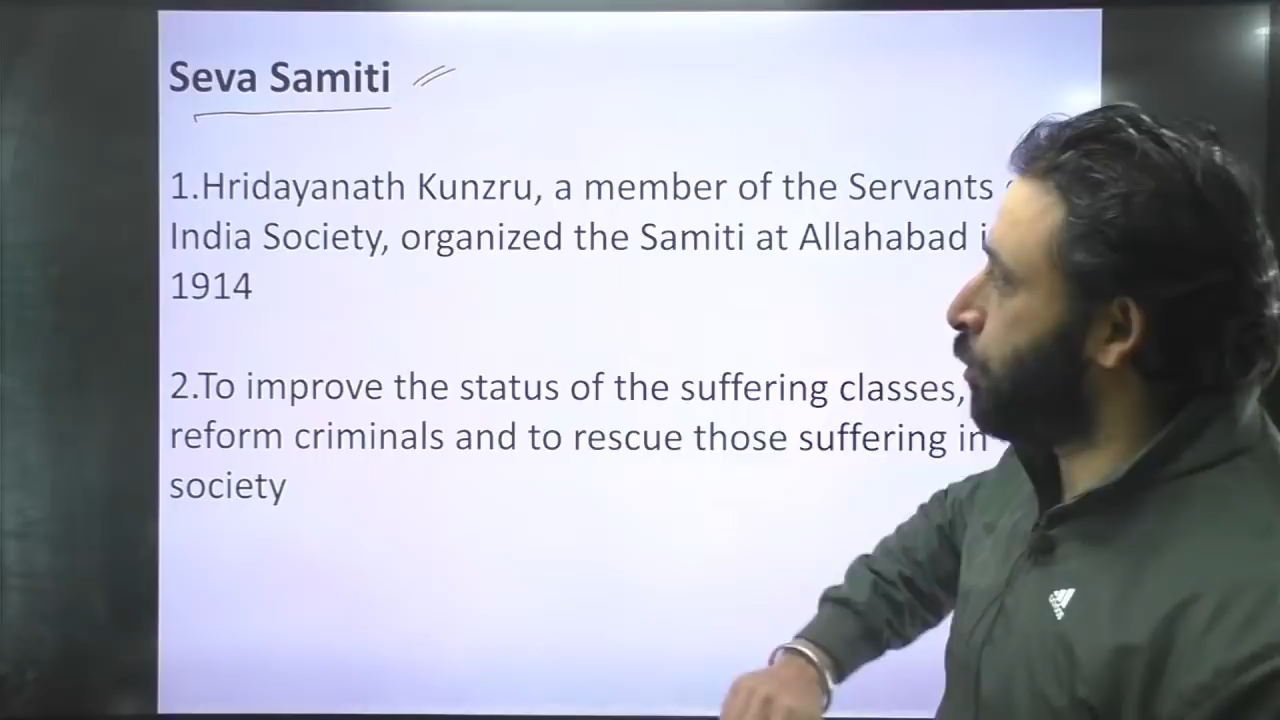 Seva Samiti
1.Hridayanath Kunzru, a member of the Servants
India Society, organized the Samiti at Allahabad
1914
2.To improve the status of the suffering classes,
reform criminals and to rescue those suffering in
society
adidas